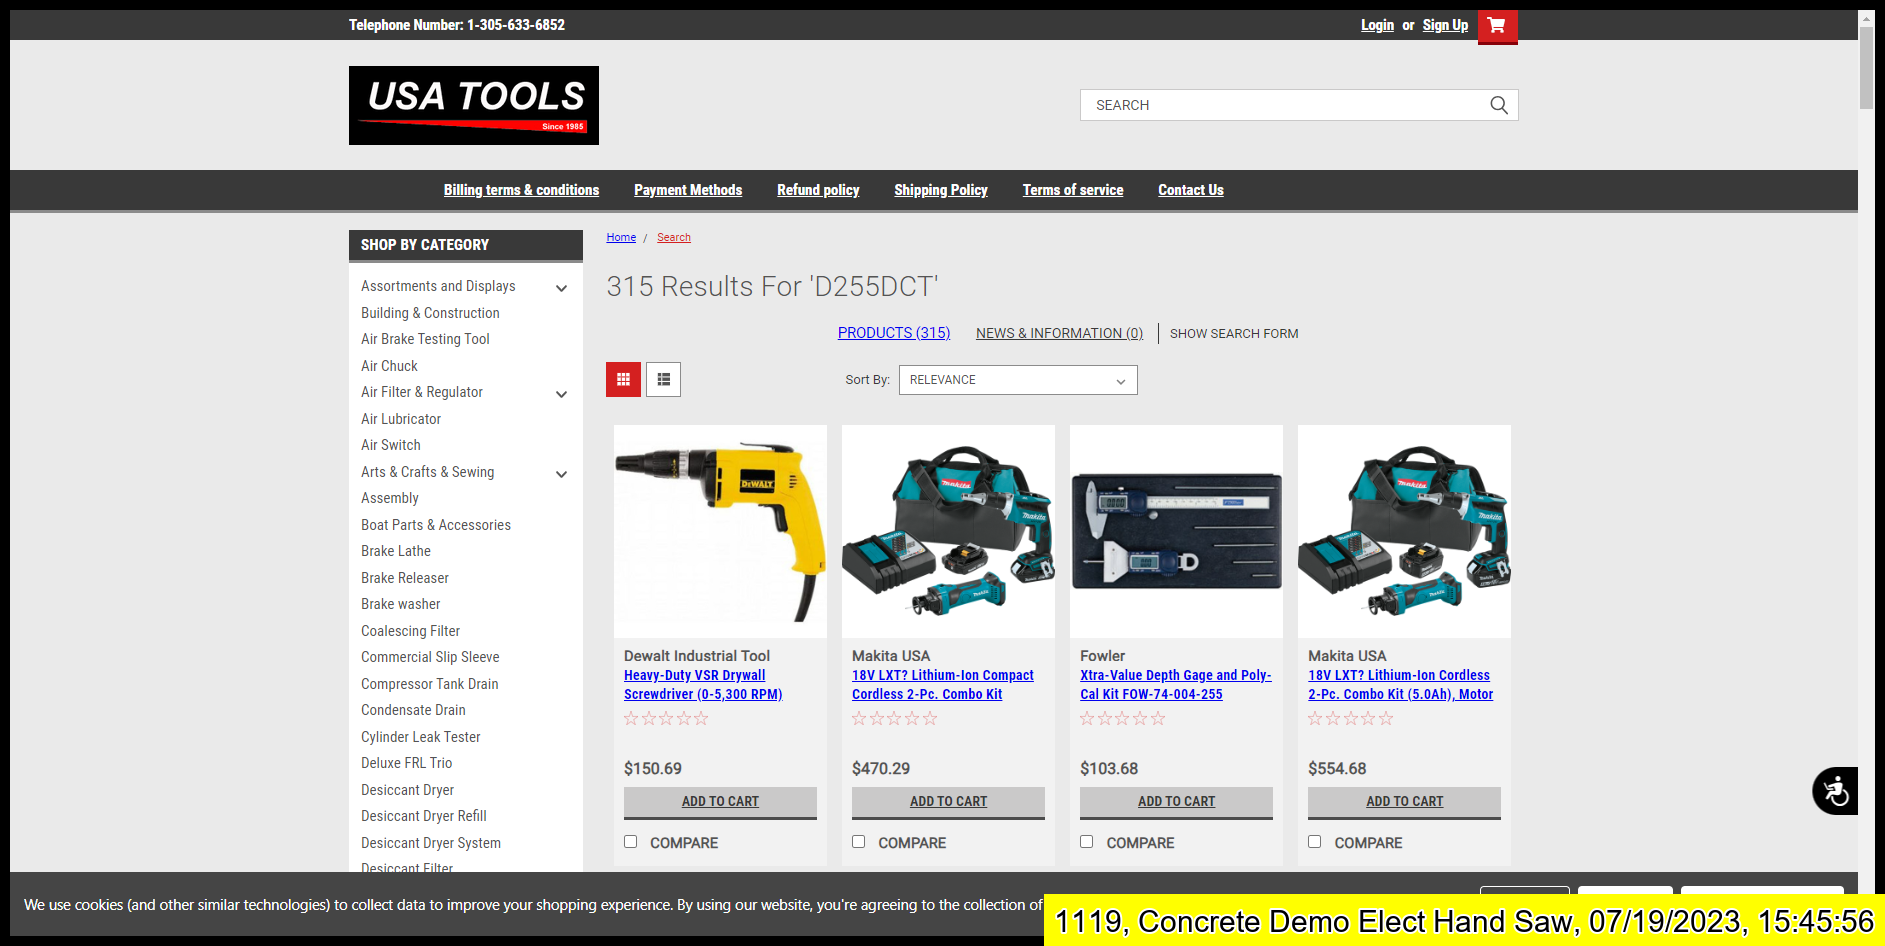 Telephone Number: 1-305-633-6852
Login or Sign Up
USA TOOLS
Since 1985
SEARCH
Billing terms & conditions Payment Methods Refund policy Shipping Policy Terms of service Contact Us
SHOP BY CATEGORY
Assortments and Displays
Building & Construction
Air Brake Testing Tool
Air Chuck
Air Filter & Regulator
Air Lubricator
Air Switch
Arts & Crafts & Sewing
Assembly
Boat Parts & Accessories
Brake Lathe
Brake Releaser
Brake washer
Coalescing Filter
Commercial Slip Sleeve
Compressor Tank Drain
Condensate Drain
Cylinder Leak Tester
Deluxe FRL Trio
Desiccant Dryer
Desiccant Dryer Refill
Desiccant Dryer System
Desiccant Filter
Home / Search
315 Results For 'D255DCT'
PRODUCTS (315) NEWS & INFORMATION (0) SHOW SEARCH FORM
Sort By: RELEVANCE
DEWALT
Dewalt Industrial Tool
Heavy-Duty VSR Drywall
Screwdriver (0-5,300 RPM)
$150.69
ADD TO CART
COMPARE
makita
Makita USA
18V LXT? Lithium-Ion Compact
Cordless 2-Pc. Combo Kit
$470.29
ADD TO CART
COMPARE
Fowler
Xtra-Value Depth Gage and Poly-
Cal Kit FOW-74-004-255
$103.68
ADD TO CART
COMPARE
makita
Makita USA
18V LXT? Lithium-Ion Cordless
2-Pc. Combo Kit (5.0Ah), Motor
$554.68
ADD TO CART
COMPARE
We use cookies (and other similar technologies) to collect data to improve your shopping experience. By using our website, you're agreeing to the collection of
1119, Concrete Demo Elect Hand Saw, 07/19/2023, 15:45:56